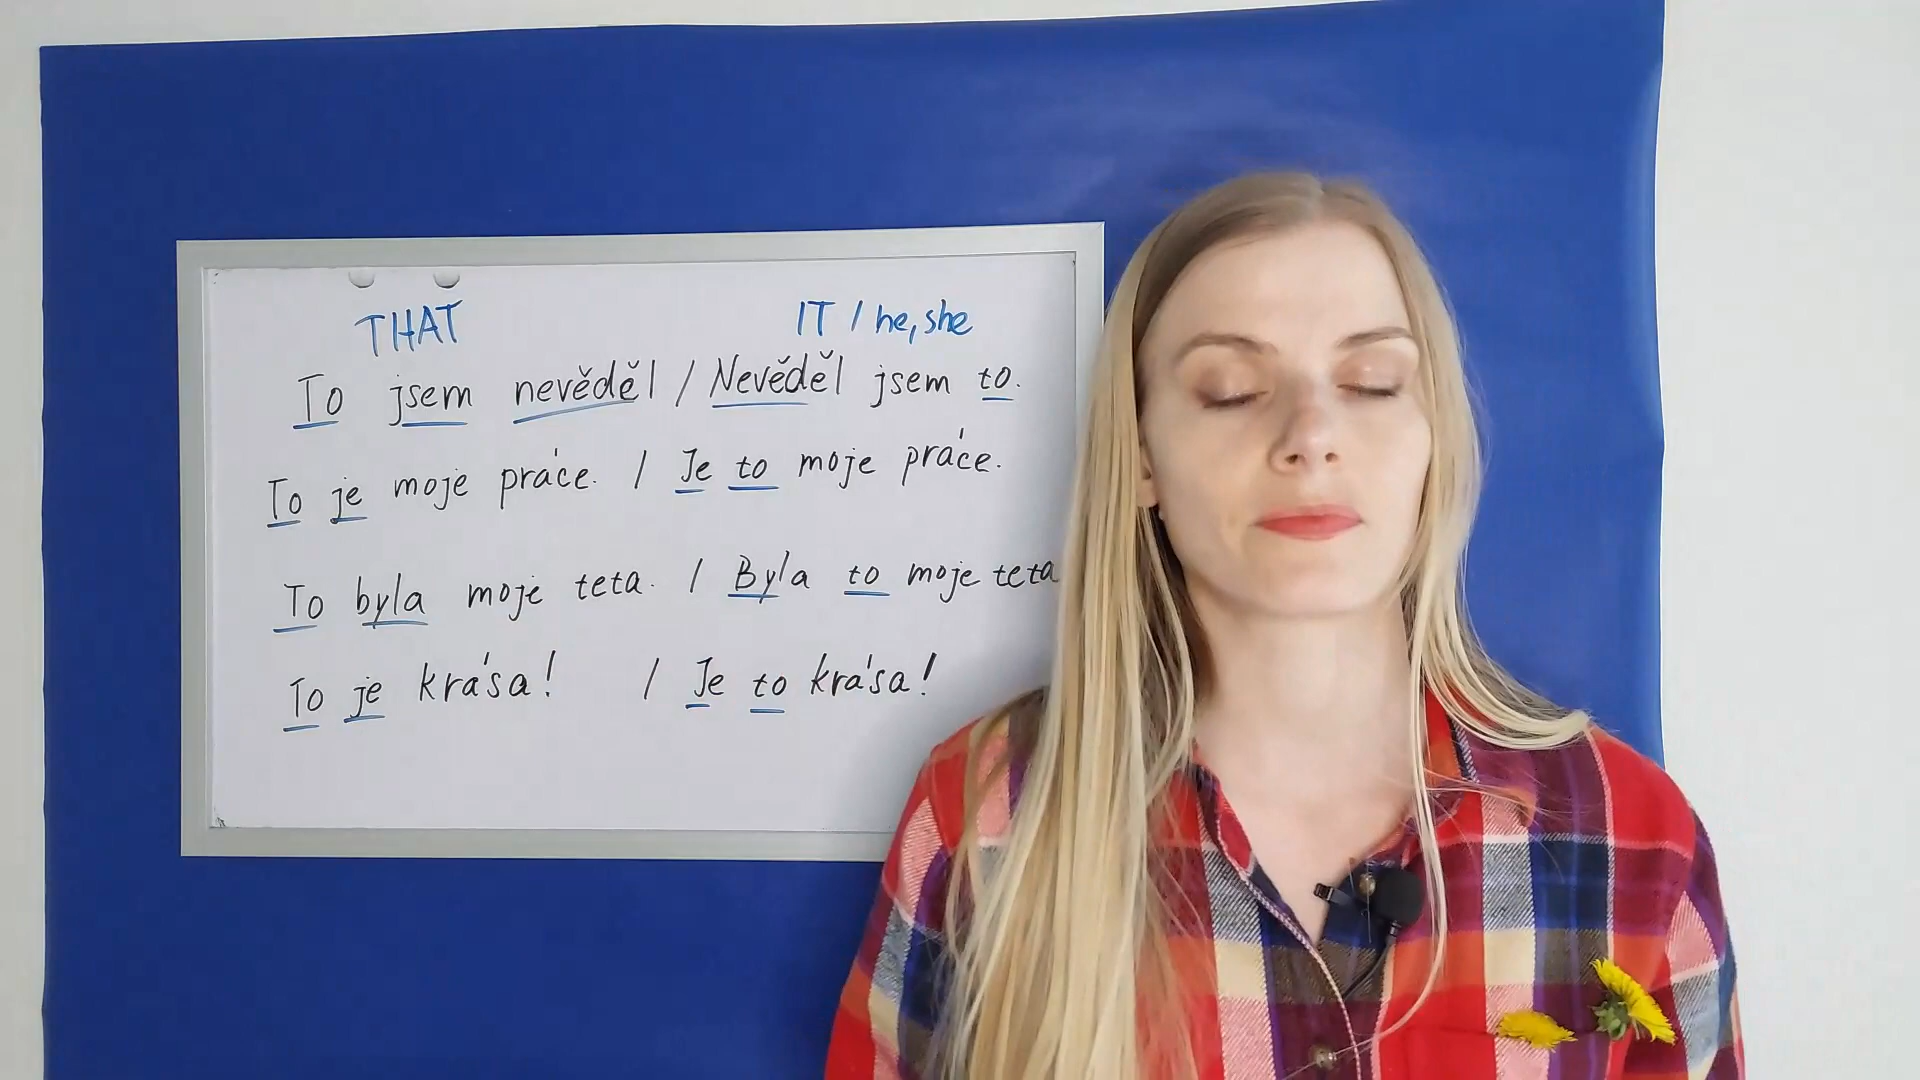 THAT IT / he, she
To jsem nevěděl / Nevěděl jsem to.
To je moje práce. / Je to moje práce.
To byla moje teta. / Byla to moje teta
To je krása! / Je to krása!